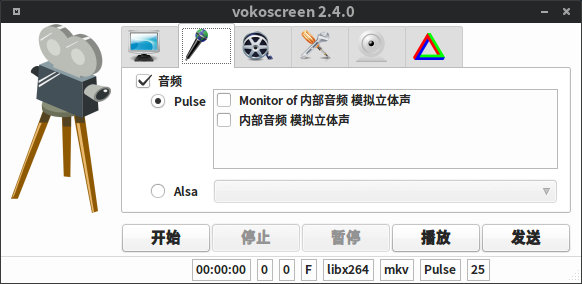 vokoscreen 2.4.0
音频
Pulse
Monitor of 内部音频 模拟立体声
内部音频 模拟立体声
Alsa
开始 停止 暂停 播放 发送
00:00:00 0 0 F libx264 mkv Pulse 25